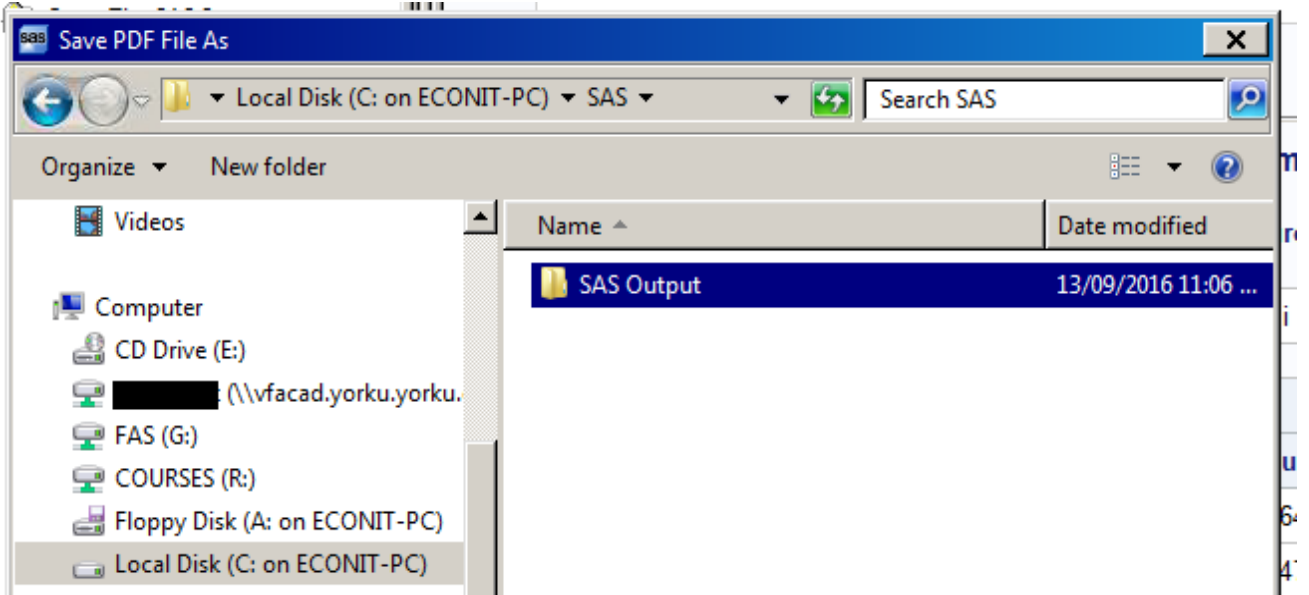 sas Save PDF File As
Local Disk (C: on ECONIT-PC) SAS Search SAS
Organize New folder
Videos
Name Date modified
SAS Output 13/09/2016 11:06 ...
Computer
CD Drive (E:)
(\\vfacad.yorku.yorku.
FAS (G:)
COURSES (R:)
Floppy Disk (A: on ECONIT-PC)
Local Disk (C: on ECONIT-PC)